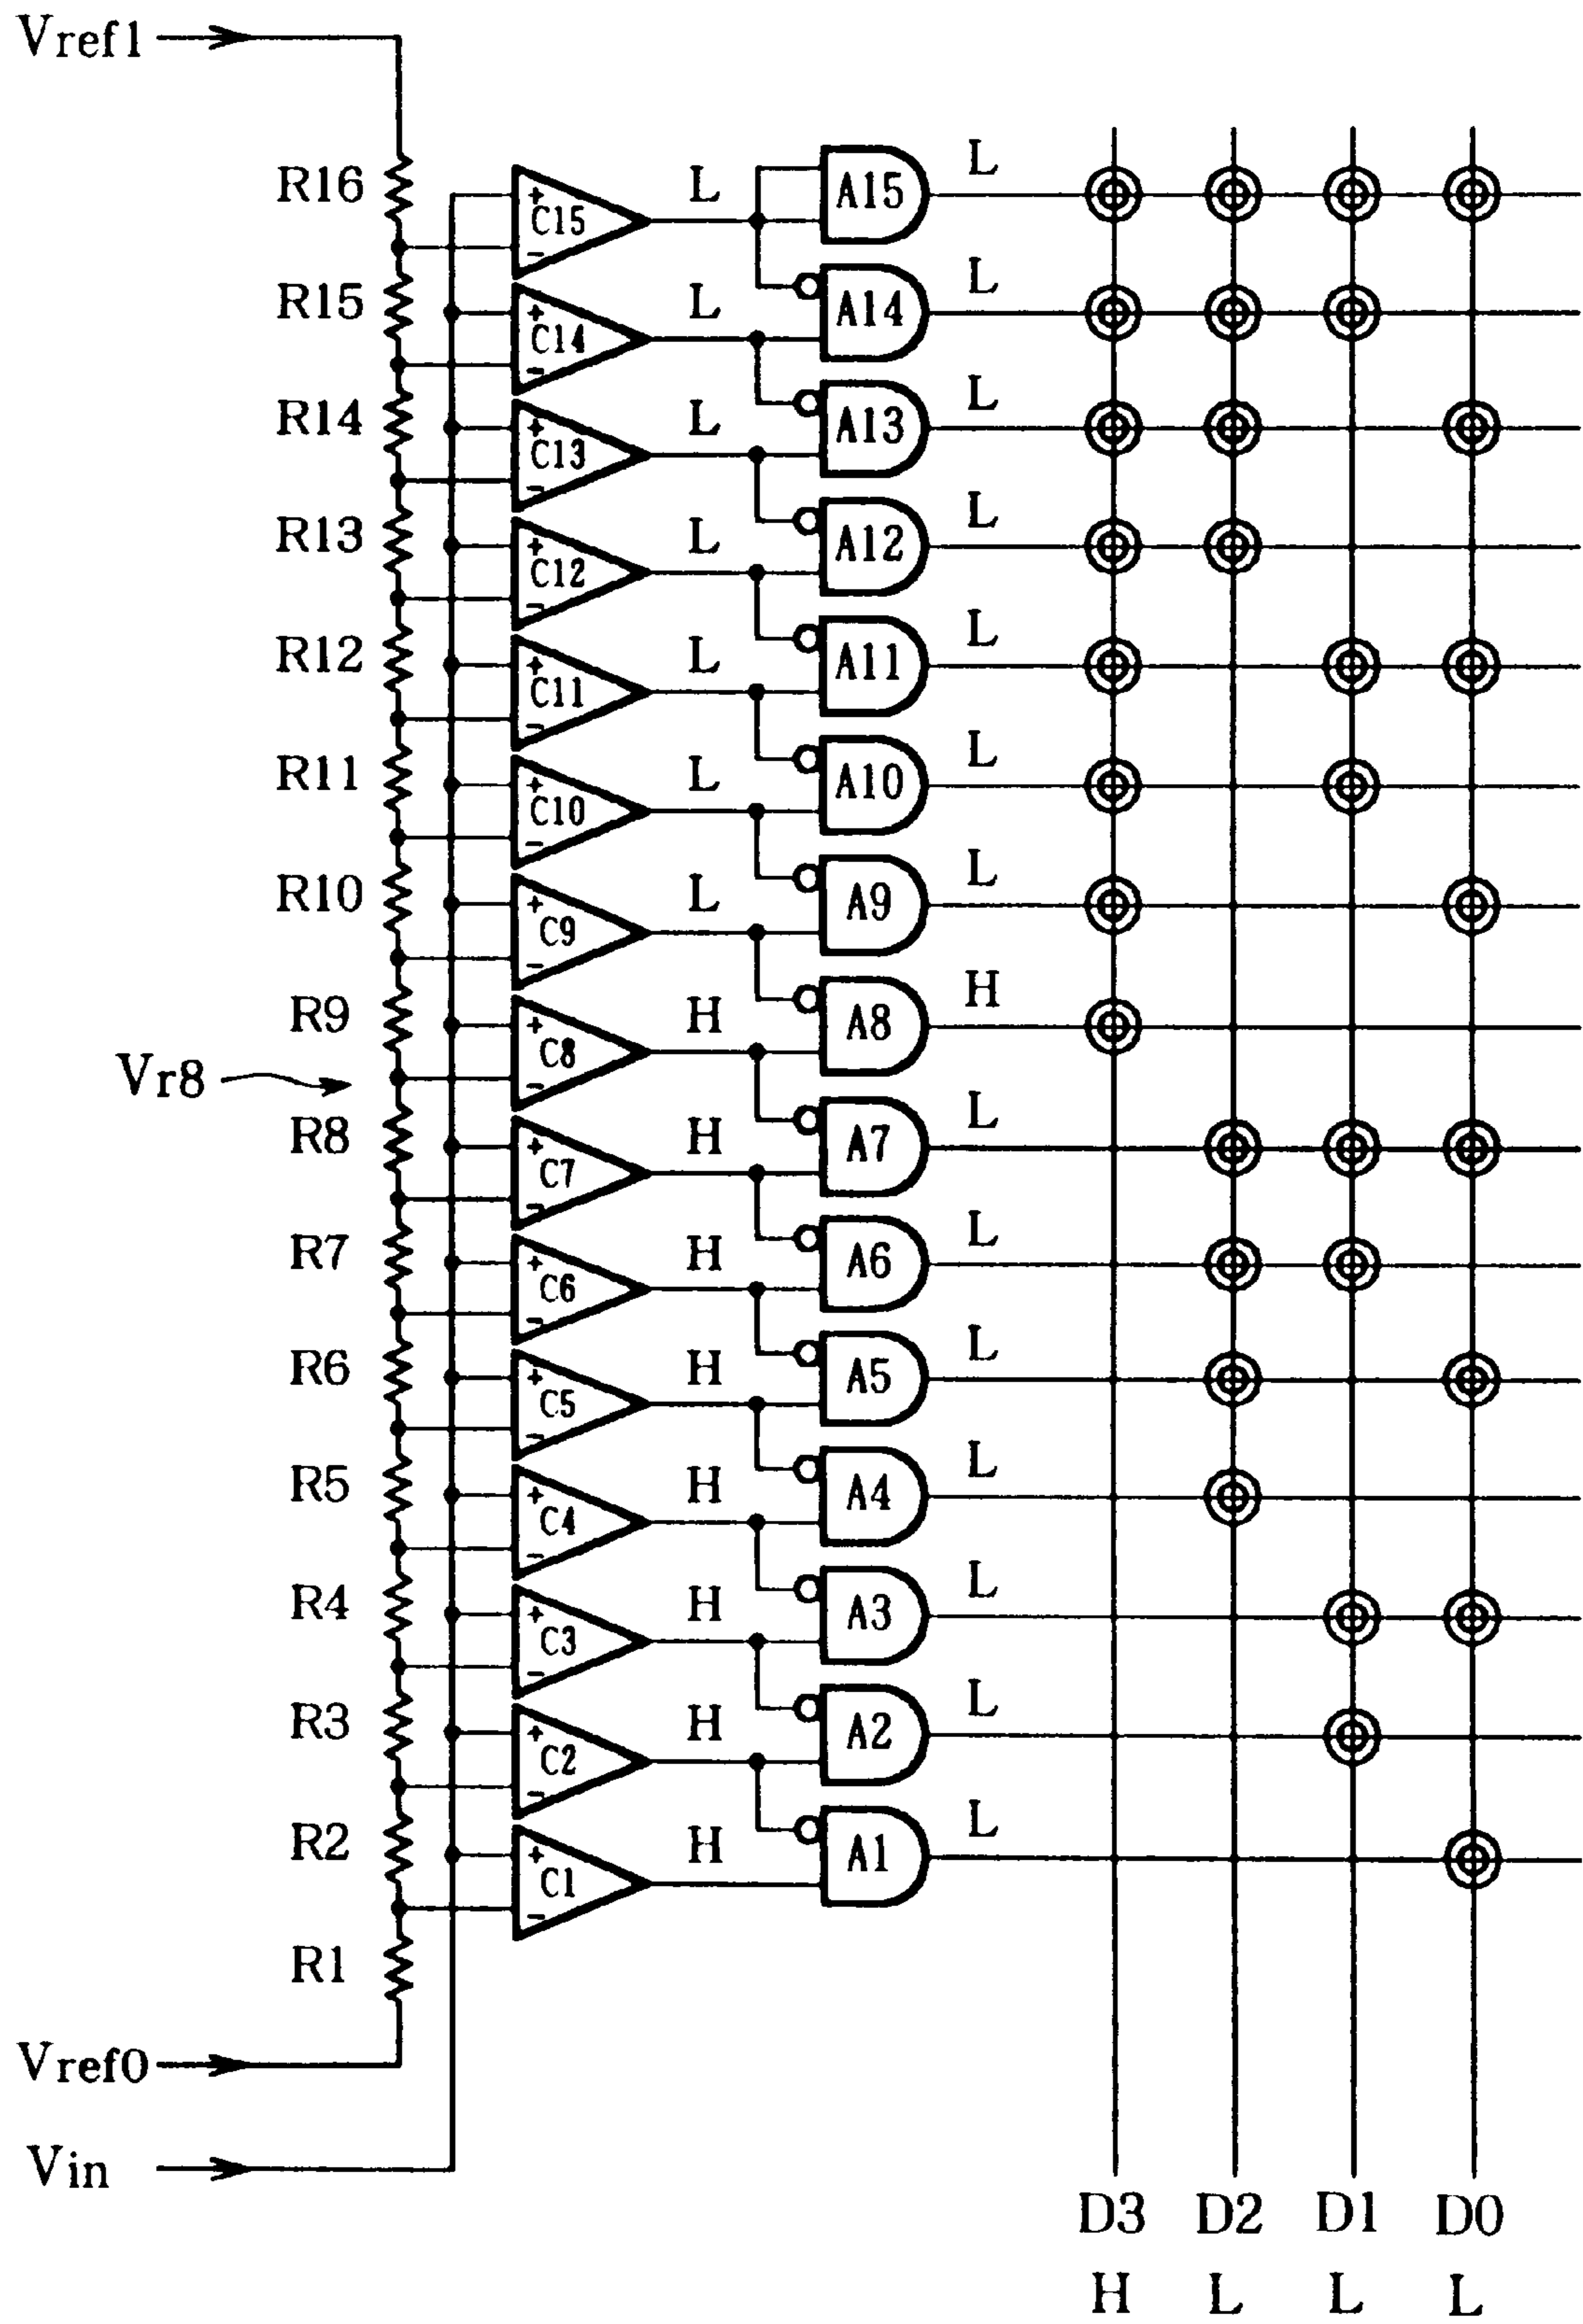 Vref1
R16 + C15 - L A15 L
R15 + C14 - L A14 L
R14 + C13 - L A13 L
R13 + C12 - L A12 L
R12 + C11 - L A11 L
R11 + C10 - L A10 L
R10 + C9 - L A9 L
R9 + C8 - H A8 H
Vr8
R8 + C7 - H A7 L
R7 + C6 - H A6 L
R6 + C5 - H A5 L
R5 + C4 - H A4 L
R4 + C3 - H A3 L
R3 + C2 - H A2 L
R2 + C1 - H A1 L
R1
Vref0
Vin
D3 D2 D1 D0
H L L L